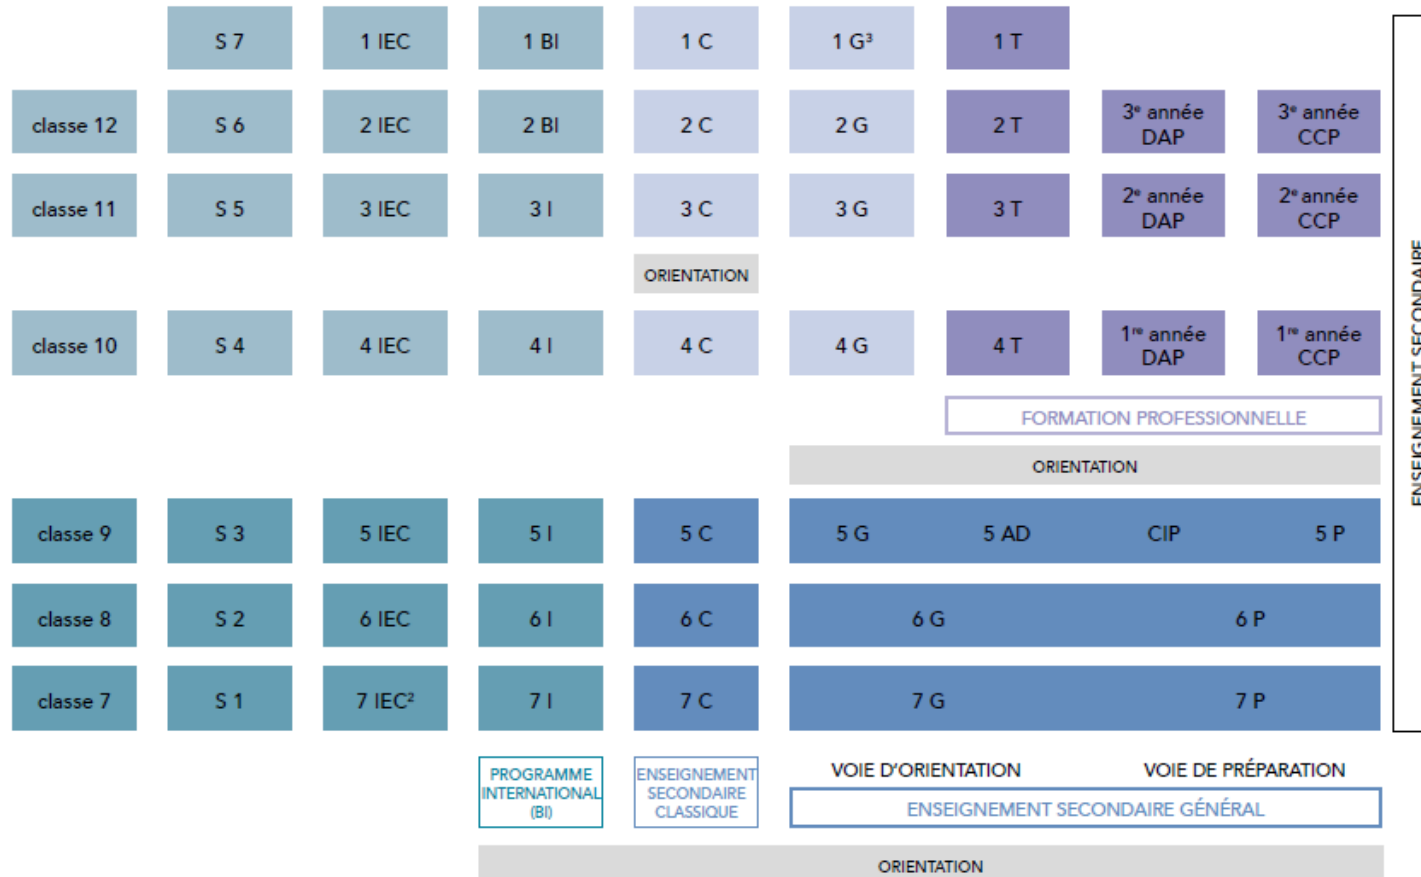 S 7 1 IEC 1 BI 1 C 1 G³ 1 T
classe 12 S 6 2 IEC 2 BI 2 C 2 G 2 T 3e année DAP 3e année CCP
classe 11 S 5 3 IEC 3 I 3 C 3 G 3 T 2e année DAP 2e année CCP
ORIENTATION
classe 10 S 4 4 IEC 4 I 4 C 4 G 4 T 1re année DAP 1re année CCP
FORMATION PROFESSIONNELLE
ORIENTATION
classe 9 S 3 5 IEC 5 I 5 C 5 G 5 AD CIP 5 P
classe 8 S 2 6 IEC 6 I 6 C 6 G 6 P
classe 7 S 1 7 IEC² 7 I 7 C 7 G 7 P
PROGRAMME
INTERNATIONAL
(BI)
ENSEIGNEMENT
SECONDAIRE
CLASSIQUE
VOIE D'ORIENTATION VOIE DE PRÉPARATION
ENSEIGNEMENT SECONDAIRE GÉNÉRAL
ORIENTATION
ENSEIGNEMENT SECONDAIRE